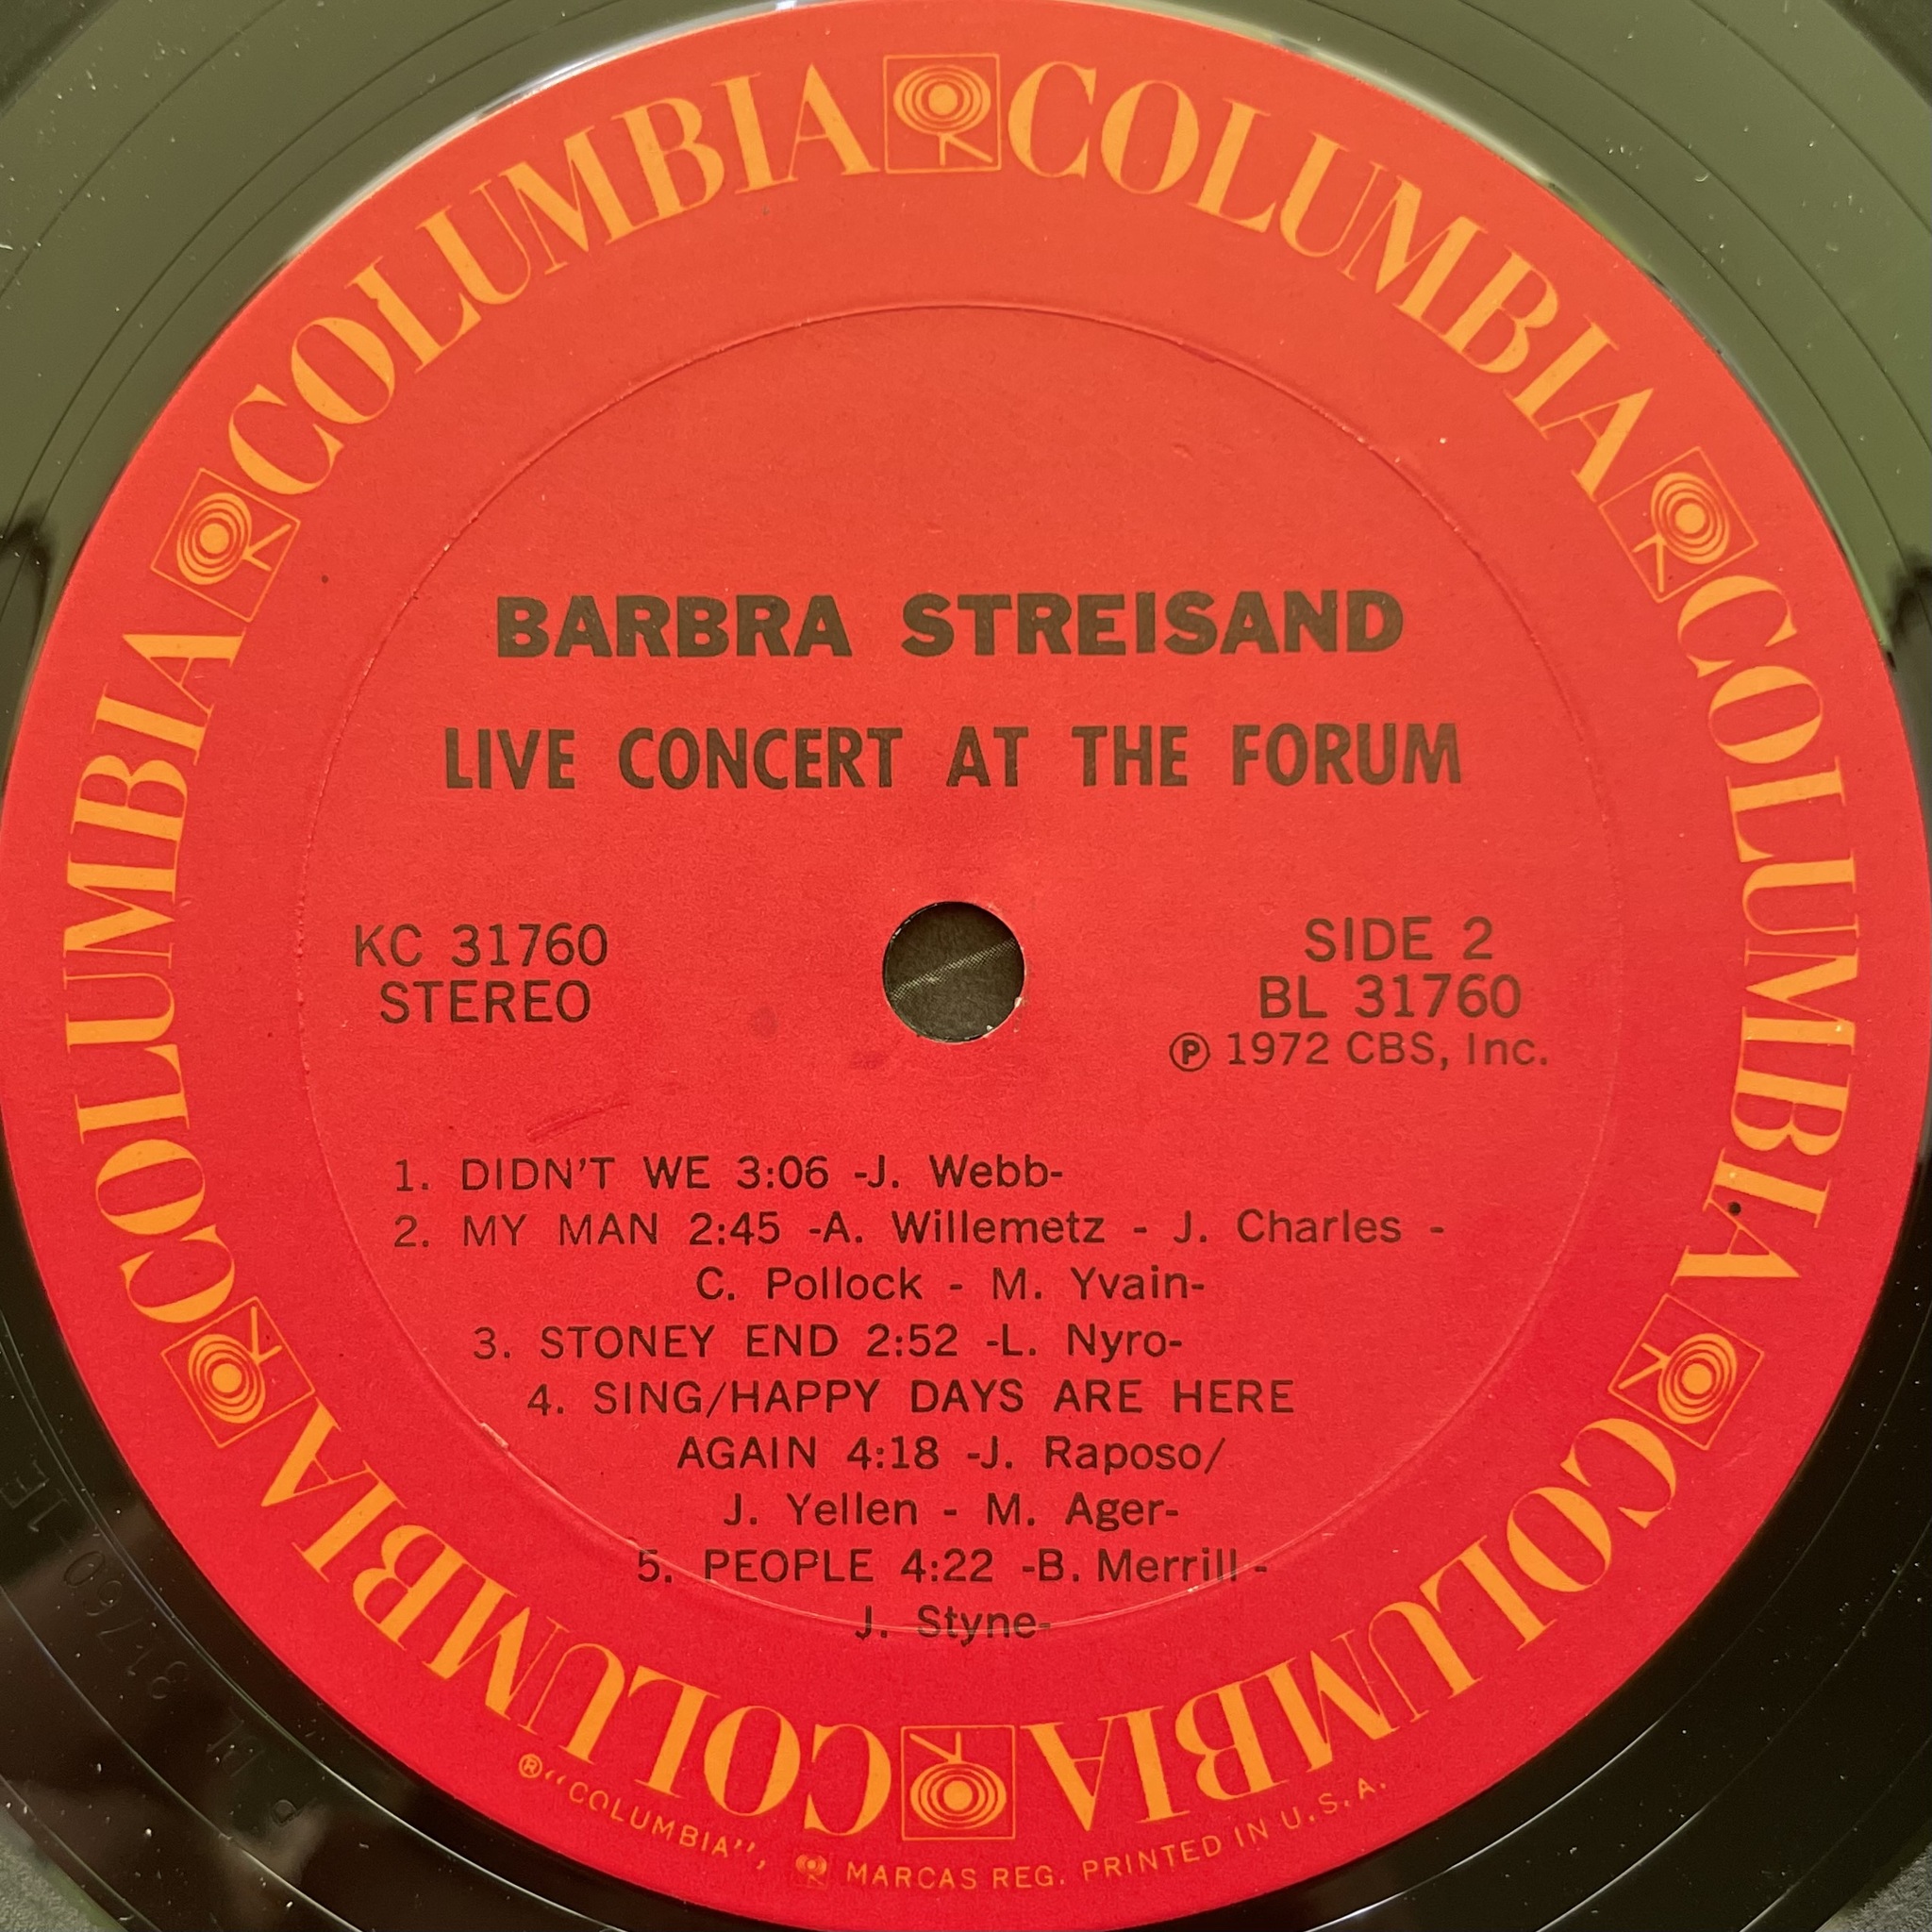 COLUMBIA COLUMBIA COLUMBIA COLUMBIA COLUMBIA COLUMBIA
BARBRA STREISAND
LIVE CONCERT AT THE FORUM
KC 31760
STEREO
SIDE 2
BL 31760
Ⓟ 1972 CBS, Inc.
1. DIDN'T WE 3:06 -J. Webb-
2. MY MAN 2:45 -A. Willemetz - J. Charles -
C. Pollock - M. Yvain-
3. STONEY END 2:52 -L. Nyro-
4. SING/HAPPY DAYS ARE HERE
AGAIN 4:18 -J. Raposo/
J. Yellen - M. Ager-
5. PEOPLE 4:22 -B. Merrill -
J. Styne-
® "COLUMBIA", MARCAS REG. PRINTED IN U.S.A.